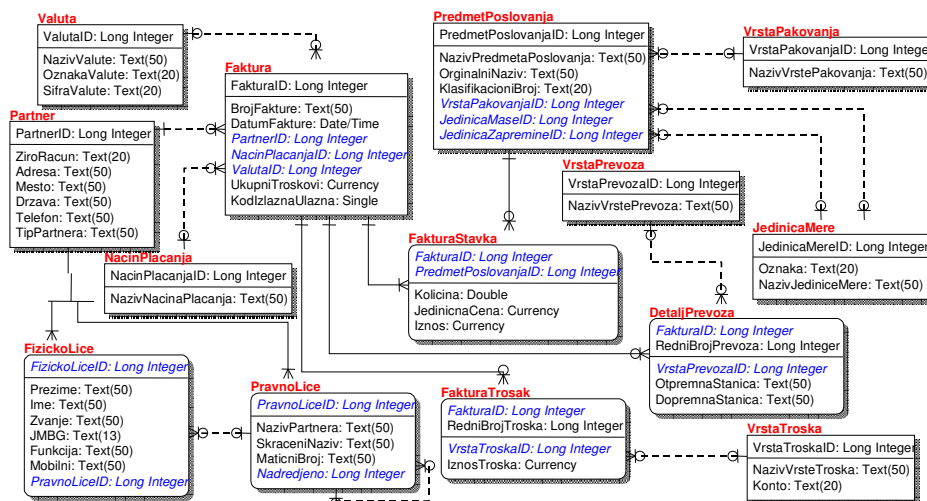 Valuta
ValutaID: Long Integer
NazivValute: Text(50)
OznakaValute: Text(20)
SifraValute: Text(20)
Faktura
FakturaID: Long Integer
BrojFakture: Text(50)
DatumFakture: Date/Time
PartnerID: Long Integer
NacinPlacanjaID: Long Integer
ValutaID: Long Integer
UkupniTroskovi: Currency
KodIzlaznaUlazna: Single
PredmetPoslovanja
PredmetPoslovanjaID: Long Integer
NazivPredmetaPoslovanja: Text(50)
OrginalniNaziv: Text(50)
KlasifikacioniBroj: Text(20)
VrstaPakovanjaID: Long Integer
JedinicaMaseID: Long Integer
JedinicaZapremineID: Long Integer
VrstaPakovanja
VrstaPakovanjaID: Long Integer
NazivVrstePakovanja: Text(50)
Partner
PartnerID: Long Integer
ZiroRacun: Text(20)
Adresa: Text(50)
Mesto: Text(50)
Drzava: Text(50)
Telefon: Text(50)
TipPartnera: Text(50)
VrstaPrevoza
VrstaPrevozaID: Long Integer
NazivVrstePrevoza: Text(50)
JedinicaMere
JedinicaMereID: Long Integer
Oznaka: Text(20)
NazivJediniceMere: Text(50)
NacinPlacanja
NacinPlacanjaID: Long Integer
NazivNacinaPlacanja: Text(50)
FakturaStavka
FakturaID: Long Integer
PredmetPoslovanjaID: Long Integer
Kolicina: Double
JedinicnaCena: Currency
Iznos: Currency
DetaljPrevoza
FakturaID: Long Integer
RedniBrojPrevoza: Long Integer
VrstaPrevozaID: Long Integer
OtpremnaStanica: Text(50)
DopremnaStanica: Text(50)
FizickoLice
FizickoLiceID: Long Integer
Prezime: Text(50)
Ime: Text(50)
Zvanje: Text(50)
JMBG: Text(13)
Funkcija: Text(50)
Mobilni: Text(50)
PravnoLiceID: Long Integer
PravnoLice
PravnoLiceID: Long Integer
NazivPartnera: Text(50)
SkraceniNaziv: Text(50)
MaticniBroj: Text(50)
Nadredjeno: Long Integer
FakturaTrosak
FakturaID: Long Integer
RedniBrojTroska: Long Integer
VrstaTroskaID: Long Integer
IznosTroska: Currency
VrstaTroska
VrstaTroskaID: Long Integer
NazivVrsteTroska: Text(50)
Konto: Text(20)